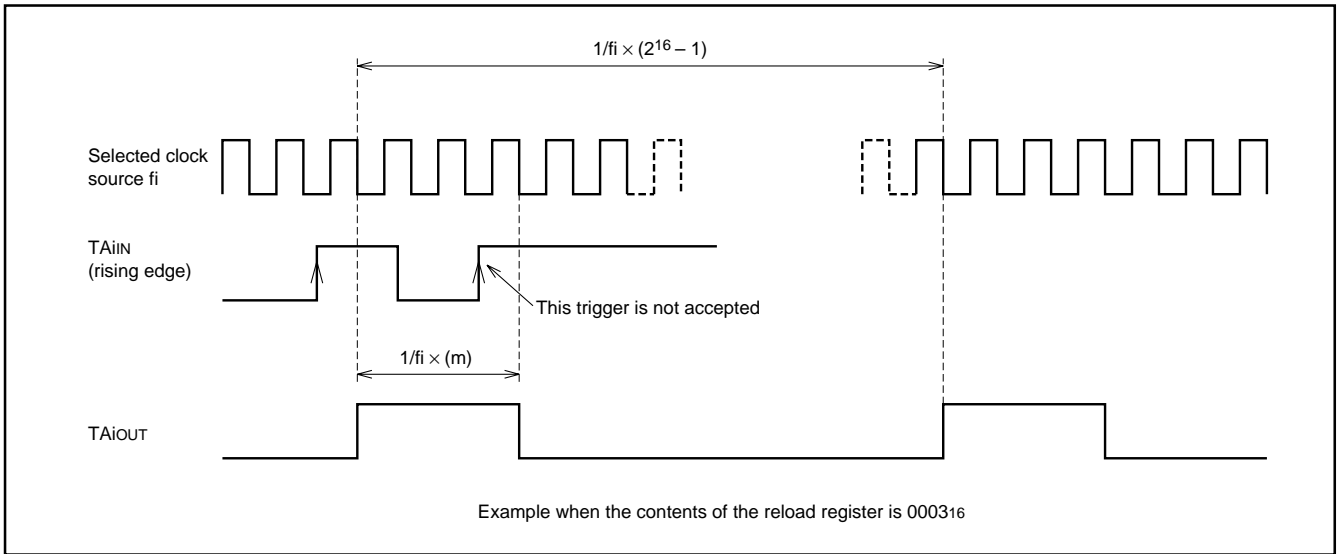 1/fi × (2¹⁶ – 1)
Selected clock
source fi
TAiIN
(rising edge)
This trigger is not accepted
1/fi × (m)
TAiOUT
Example when the contents of the reload register is 0003₁₆